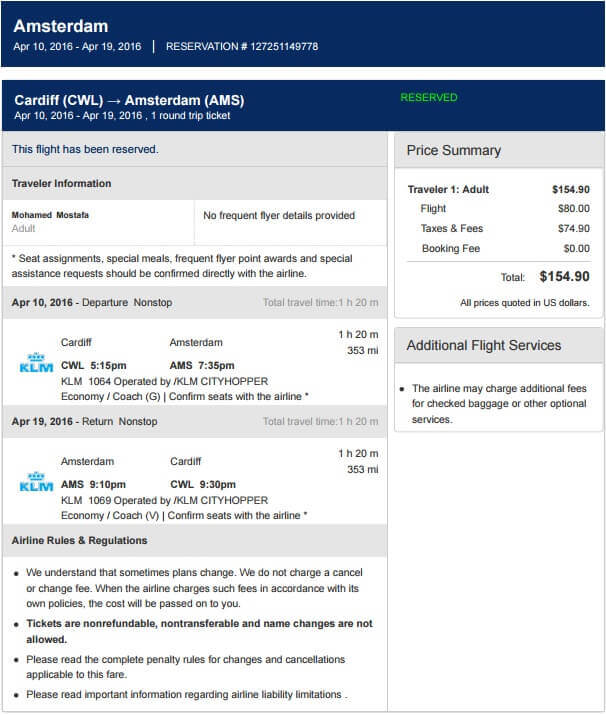 Amsterdam
Apr 10, 2016 - Apr 19, 2016 | RESERVATION # 127251149778
Cardiff (CWL) → Amsterdam (AMS)
Apr 10, 2016 - Apr 19, 2016 , 1 round trip ticket
RESERVED
This flight has been reserved.
Traveler Information
Mohamed Mostafa
Adult
No frequent flyer details provided
* Seat assignments, special meals, frequent flyer point awards and special
assistance requests should be confirmed directly with the airline.
Apr 10, 2016 - Departure Nonstop Total travel time:1 h 20 m
Cardiff Amsterdam 1 h 20 m
353 mi
KLM
CWL 5:15pm AMS 7:35pm
KLM 1064 Operated by /KLM CITYHOPPER
Economy / Coach (G) | Confirm seats with the airline *
Apr 19, 2016 - Return Nonstop Total travel time:1 h 20 m
Amsterdam Cardiff 1 h 20 m
353 mi
KLM
AMS 9:10pm CWL 9:30pm
KLM 1069 Operated by /KLM CITYHOPPER
Economy / Coach (V) | Confirm seats with the airline *
Airline Rules & Regulations
• We understand that sometimes plans change. We do not charge a cancel
or change fee. When the airline charges such fees in accordance with its
own policies, the cost will be passed on to you.
• Tickets are nonrefundable, nontransferable and name changes are not
allowed.
• Please read the complete penalty rules for changes and cancellations
applicable to this fare.
• Please read important information regarding airline liability limitations .
Price Summary
Traveler 1: Adult $154.90
Flight $80.00
Taxes & Fees $74.90
Booking Fee $0.00
Total: $154.90
All prices quoted in US dollars.
Additional Flight Services
• The airline may charge additional fees
for checked baggage or other optional
services.